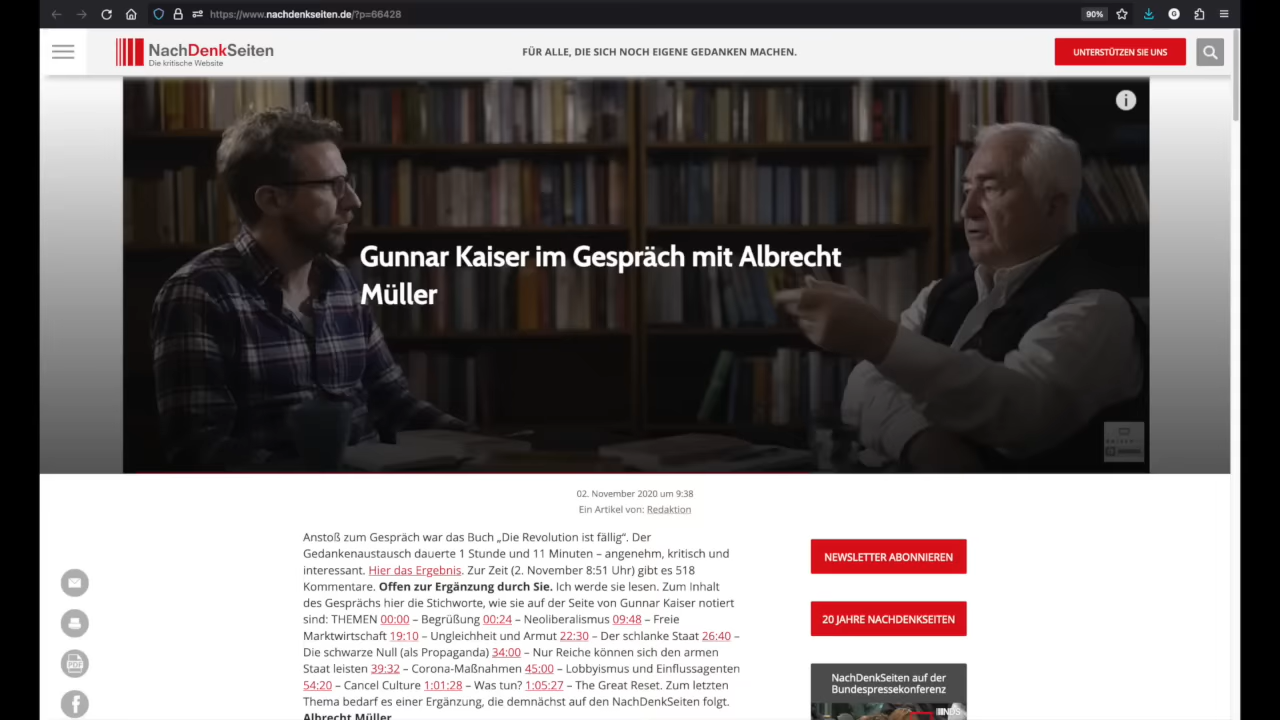 https://www.nachdenkseiten.de/?p=66428
90%
NachDenkSeiten
Die kritische Website
FÜR ALLE, DIE SICH NOCH EIGENE GEDANKEN MACHEN.
UNTERSTÜTZEN SIE UNS
Gunnar Kaiser im Gespräch mit Albrecht
Müller
02. November 2020 um 9:38
Ein Artikel von: Redaktion
Anstoß zum Gespräch war das Buch „Die Revolution ist fällig“. Der
Gedankenaustausch dauerte 1 Stunde und 11 Minuten – angenehm, kritisch und
interessant. Hier das Ergebnis. Zur Zeit (2. November 8:51 Uhr) gibt es 518
Kommentare. Offen zur Ergänzung durch Sie. Ich werde sie lesen. Zum Inhalt
des Gesprächs hier die Stichworte, wie sie auf der Seite von Gunnar Kaiser notiert
sind: THEMEN 00:00 – Begrüßung 00:24 – Neoliberalismus 09:48 – Freie
Marktwirtschaft 19:10 – Ungleichheit und Armut 22:30 – Der schlanke Staat 26:40 –
Die schwarze Null (als Propaganda) 34:00 – Nur Reiche können sich den armen
Staat leisten 39:32 – Corona-Maßnahmen 45:00 – Lobbyismus und Einflussagenten
54:20 – Cancel Culture 1:01:28 – Was tun? 1:05:27 – The Great Reset. Zum letzten
Thema bedarf es einer Ergänzung, die demnächst auf den NachDenkSeiten folgt.
Albrecht Müller
PDF
NEWSLETTER ABONNIEREN
20 JAHRE NACHDENKSEITEN
NachDenkSeiten auf der
Bundespressekonferenz
NDS